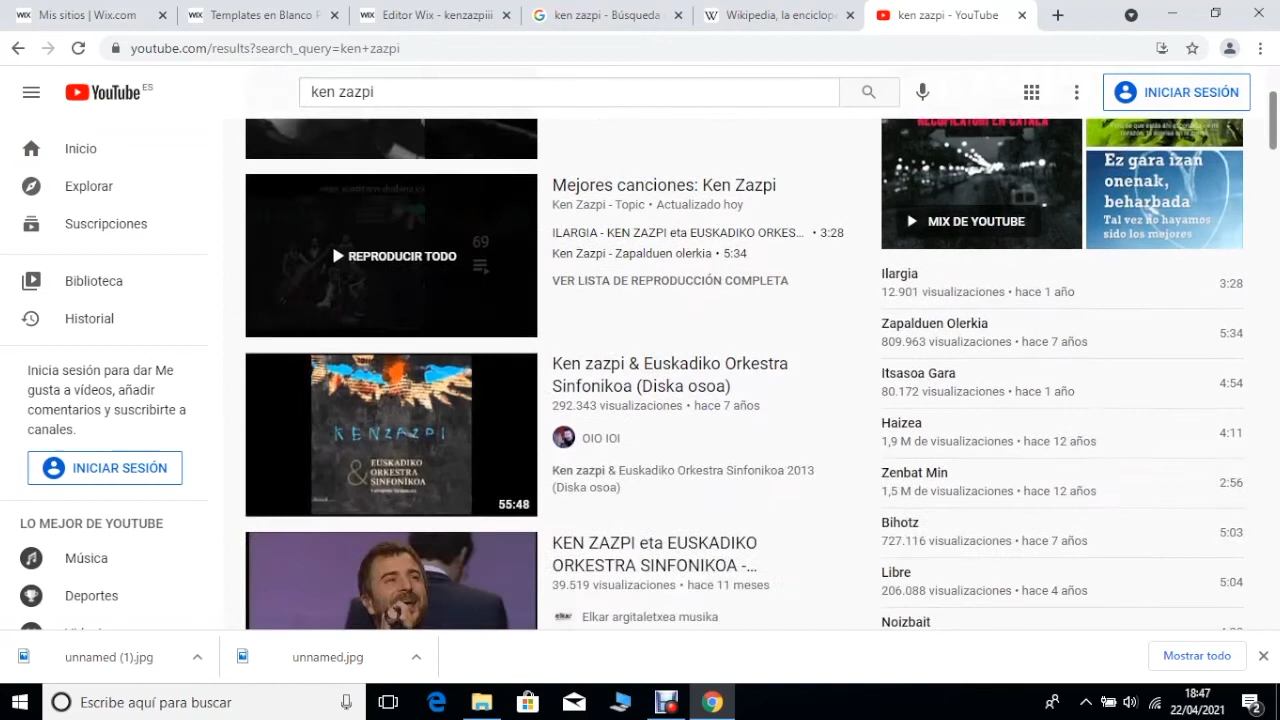 Mis sitios | Wix.com
Templates en Blanco P
Editor Wix - kenzazpiii
ken zazpi - Búsqueda
Wikipedia, la enciclope
ken zazpi - YouTube
youtube.com/results?search_query=ken+zazpi
YouTube ES
ken zazpi
INICIAR SESIÓN
Inicio
Explorar
Suscripciones
Biblioteca
Historial
Inicia sesión para dar Me
gusta a vídeos, añadir
comentarios y suscribirte a
canales.
INICIAR SESIÓN
LO MEJOR DE YOUTUBE
Música
Deportes
69
REPRODUCIR TODO
Mejores canciones: Ken Zazpi
Ken Zazpi - Topic • Actualizado hoy
ILARGIA - KEN ZAZPI eta EUSKADIKO ORKES... • 3:28
Ken Zazpi - Zapalduen olerkia • 5:34
VER LISTA DE REPRODUCCIÓN COMPLETA
KENZAZPI
& EUSKADIKO
ORKESTRA
SINFONIKOA
55:48
Ken zazpi & Euskadiko Orkestra
Sinfonikoa (Diska osoa)
292.343 visualizaciones • hace 7 años
OIO IOI
Ken zazpi & Euskadiko Orkestra Sinfonikoa 2013
(Diska osoa)
KEN ZAZPI eta EUSKADIKO
ORKESTRA SINFONIKOA -...
39.519 visualizaciones • hace 11 meses
elkar
Elkar argitaletxea musika
MIX DE YOUTUBE
Ez gara izan
onenak,
beharbada
Tal vez no hayamos
sido los mejores
Ilargia
12.901 visualizaciones • hace 1 año
3:28
Zapalduen Olerkia
809.963 visualizaciones • hace 7 años
5:34
Itsasoa Gara
80.172 visualizaciones • hace 1 año
4:54
Haizea
1,9 M de visualizaciones • hace 12 años
4:11
Zenbat Min
1,5 M de visualizaciones • hace 12 años
2:56
Bihotz
727.116 visualizaciones • hace 7 años
5:03
Libre
206.088 visualizaciones • hace 4 años
5:04
Noizbait
unnamed (1).jpg
unnamed.jpg
Mostrar todo
Escribe aquí para buscar
18:47
22/04/2021
2